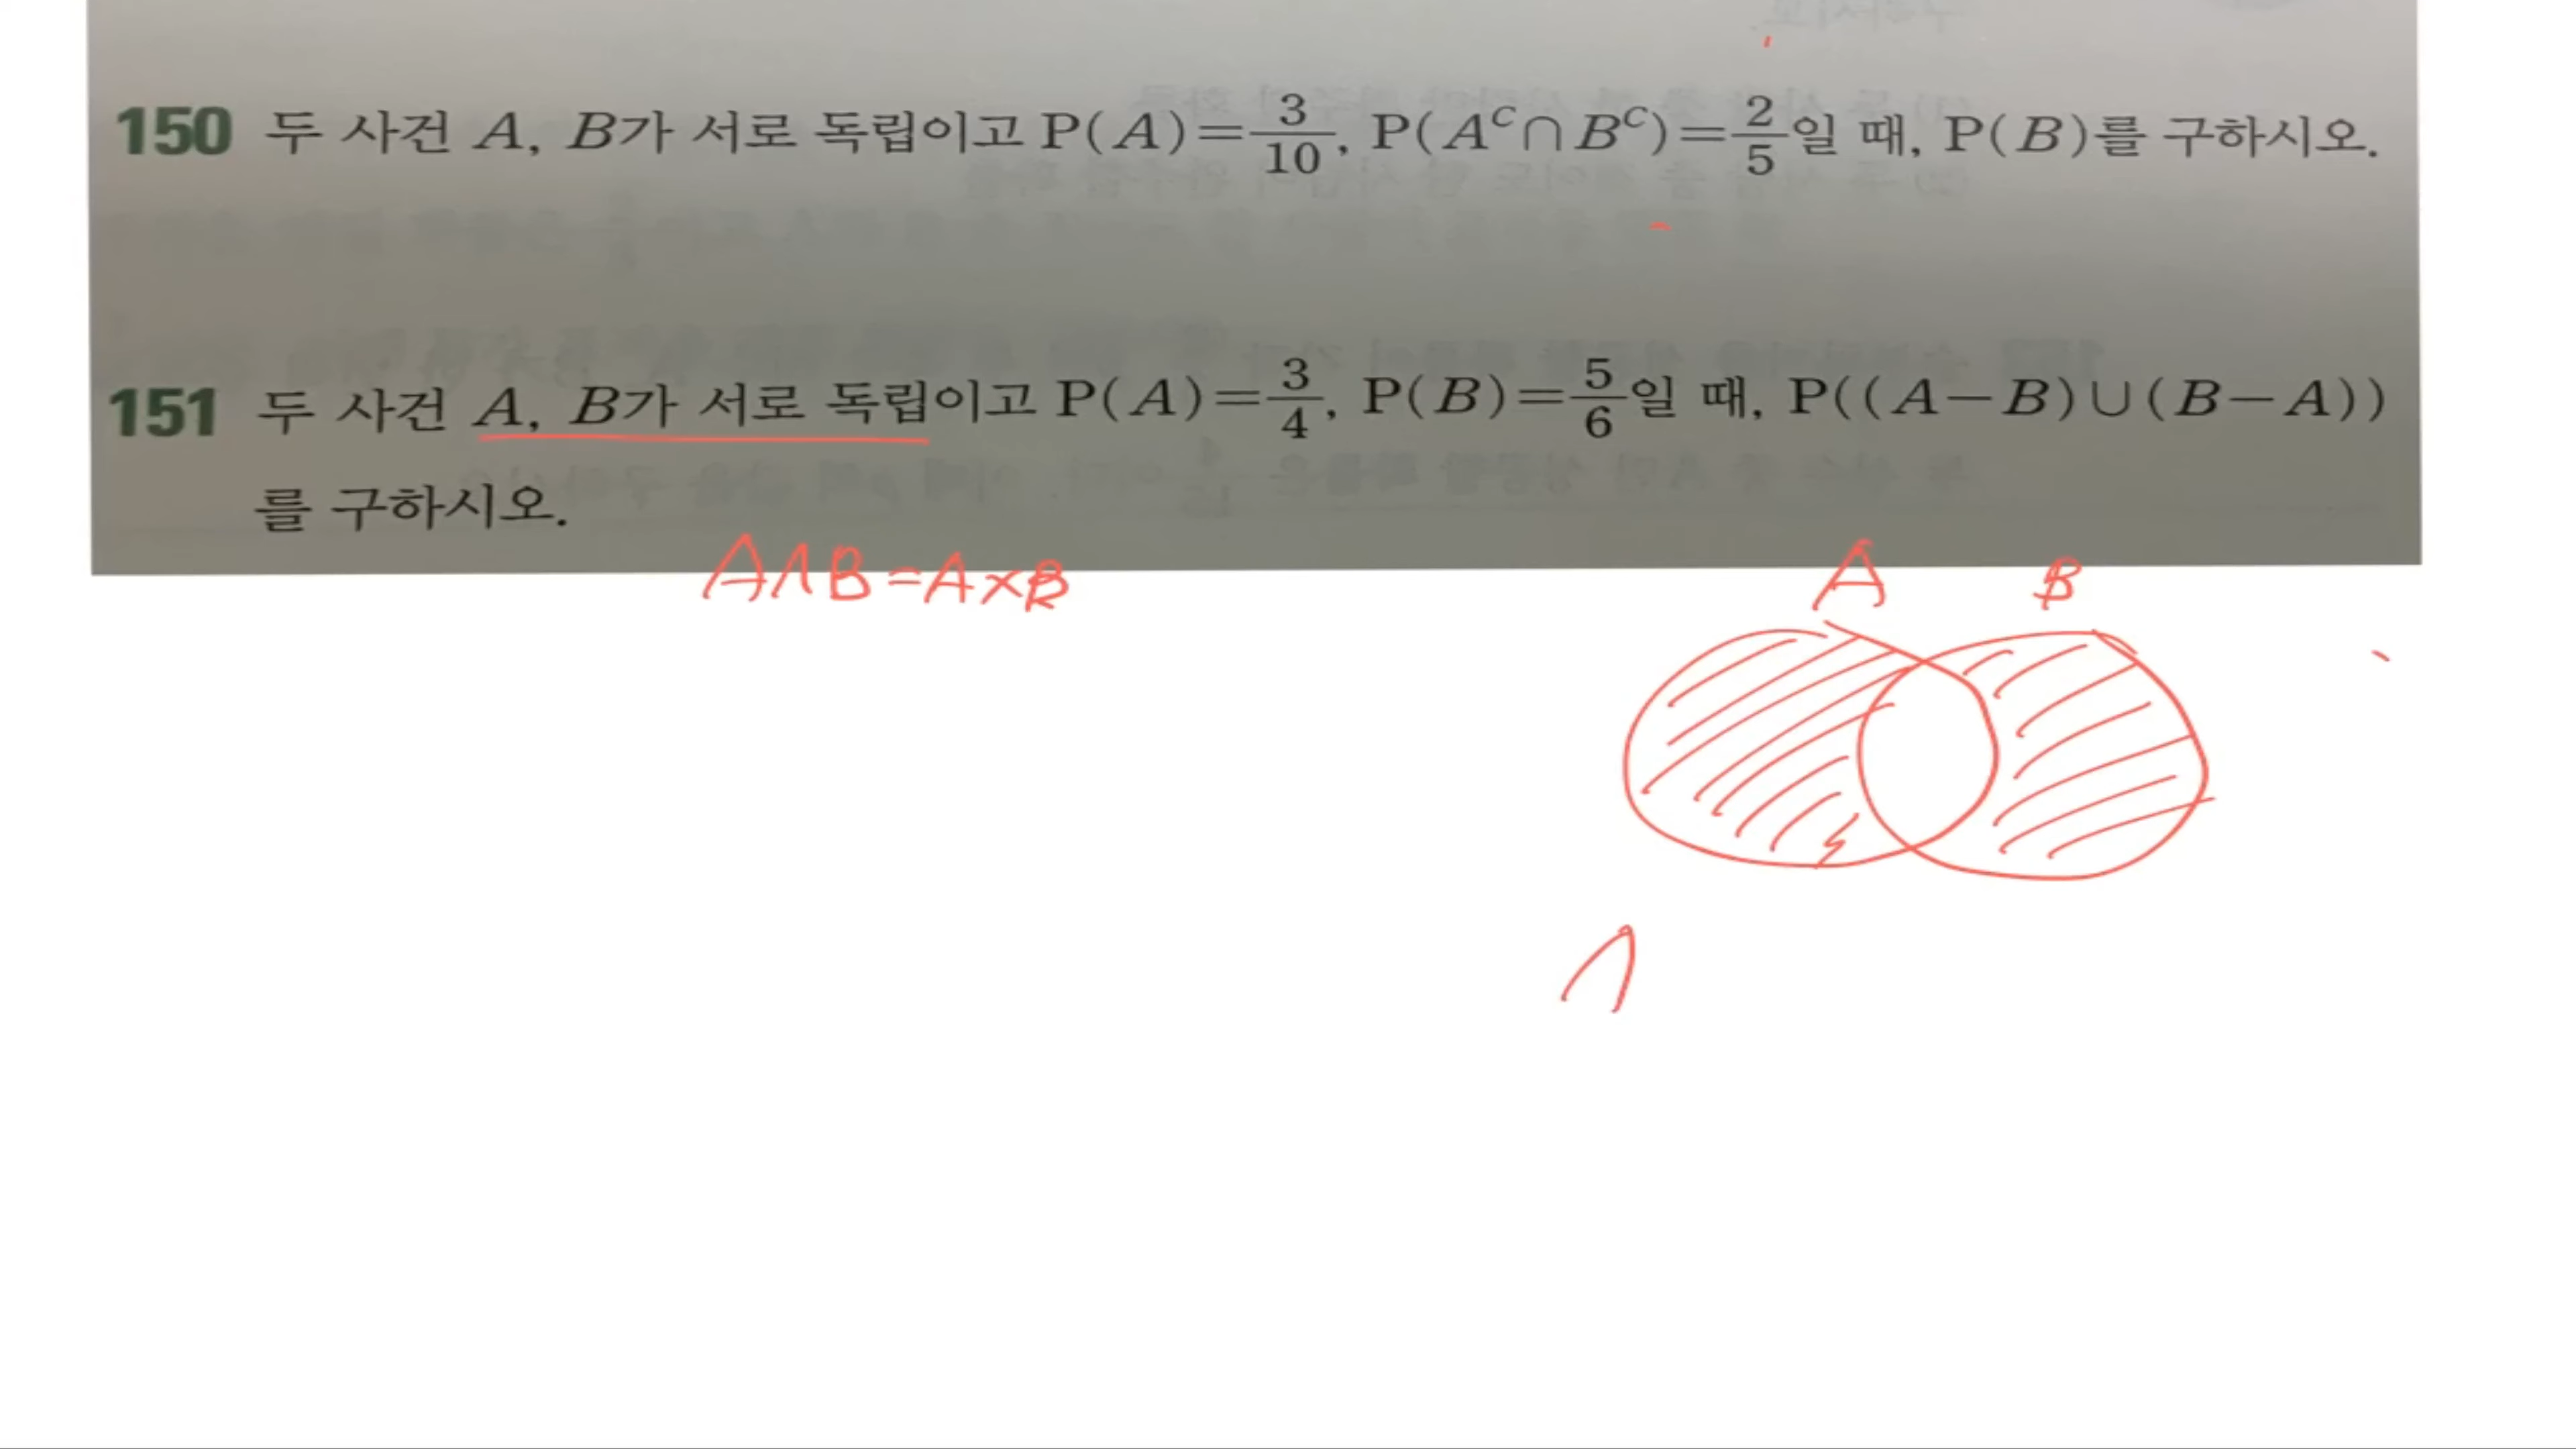 150 두 사건 A, B가 서로 독립이고 P(A)=3/10, P(A^C∩B^C)=2/5일 때, P(B)를 구하시오.
151 두 사건 A, B가 서로 독립이고 P(A)=3/4, P(B)=5/6일 때, P((A−B)∪(B−A))
를 구하시오.
A∩B=A×B
A B
∩